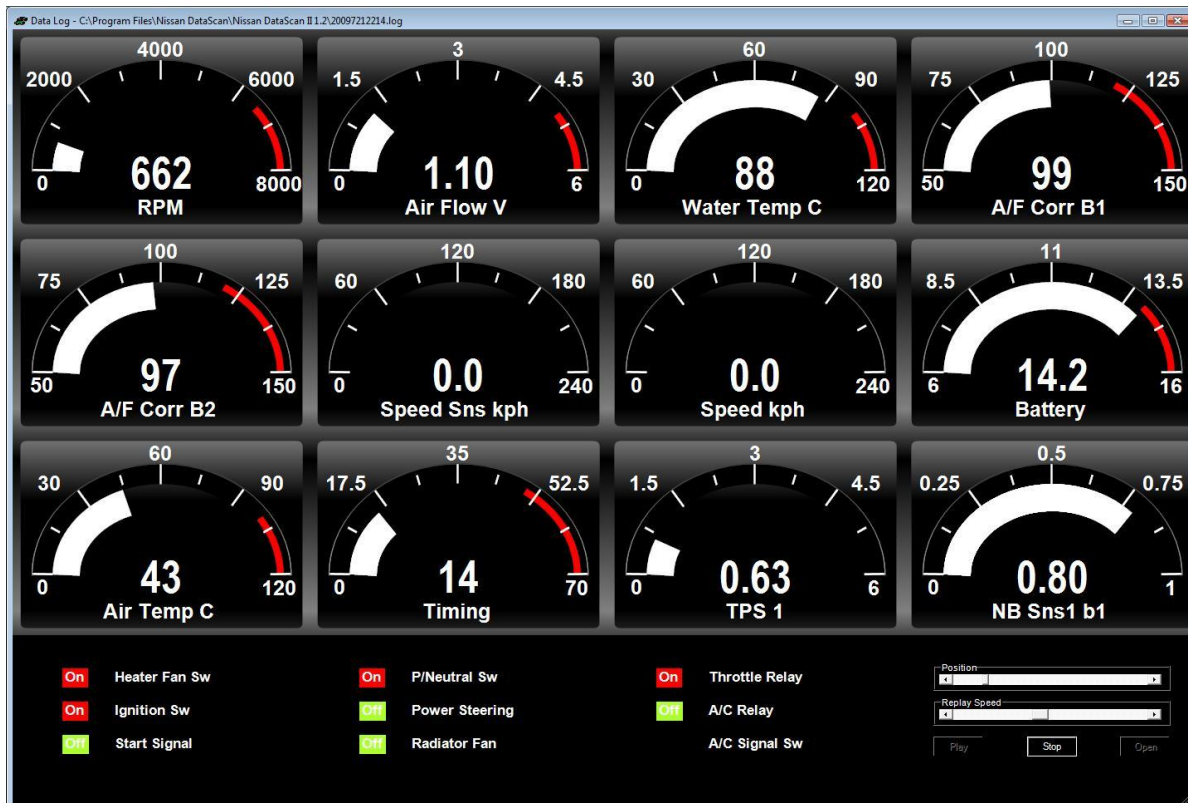 Data Log - C:\Program Files\Nissan DataScan\Nissan DataScan II 1.2\20097212214.log
0 2000 4000 6000 8000
662
RPM
0 1.5 3 4.5 6
1.10
Air Flow V
0 30 60 90 120
88
Water Temp C
50 75 100 125 150
99
A/F Corr B1
50 75 100 125 150
97
A/F Corr B2
0 60 120 180 240
0.0
Speed Sns kph
0 60 120 180 240
0.0
Speed kph
6 8.5 11 13.5 16
14.2
Battery
0 30 60 90 120
43
Air Temp C
0 17.5 35 52.5 70
14
Timing
0 1.5 3 4.5 6
0.63
TPS 1
0 0.25 0.5 0.75 1
0.80
NB Sns1 b1
On Heater Fan Sw
On Ignition Sw
Off Start Signal
On P/Neutral Sw
Off Power Steering
Off Radiator Fan
On Throttle Relay
Off A/C Relay
A/C Signal Sw
Position
Replay Speed
Play Stop Open